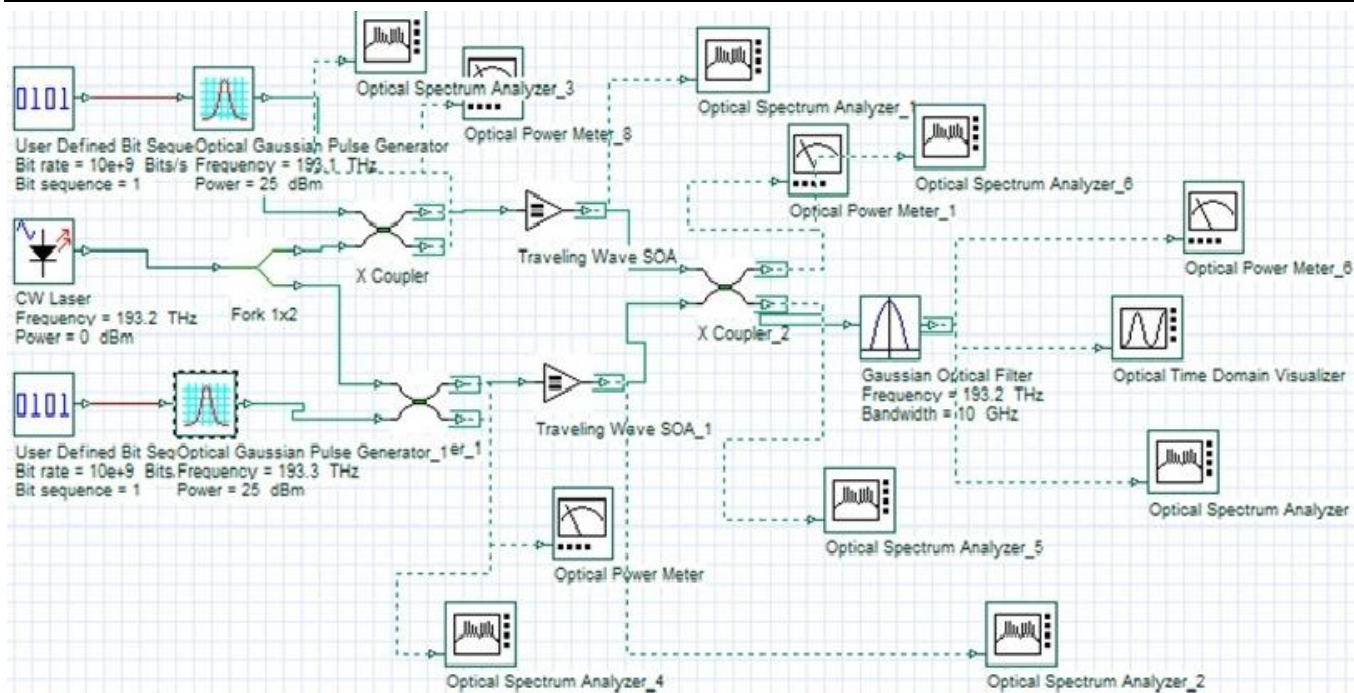 Optical Spectrum Analyzer_3
Optical Power Meter_8
Optical Spectrum Analyzer_1
Optical Power Meter_1
Optical Spectrum Analyzer_6
Optical Power Meter_6
0101
User Defined Bit Seque
Bit rate = 10e+9 Bits/s
Bit sequence = 1
Optical Gaussian Pulse Generator
Frequency = 193.1 THz
Power = 25 dBm
X Coupler
Traveling Wave SOA
CW Laser
Frequency = 193.2 THz
Power = 0 dBm
Fork 1x2
X Coupler_2
Gaussian Optical Filter
Frequency = 193.2 THz
Bandwidth = 10 GHz
Optical Time Domain Visualizer
0101
User Defined Bit Seq
Bit rate = 10e+9 Bits
Bit sequence = 1
Optical Gaussian Pulse Generator_1
er_1
Frequency = 193.3 THz
Power = 25 dBm
Traveling Wave SOA_1
Optical Spectrum Analyzer
Optical Spectrum Analyzer_5
Optical Power Meter
Optical Spectrum Analyzer_4
Optical Spectrum Analyzer_2